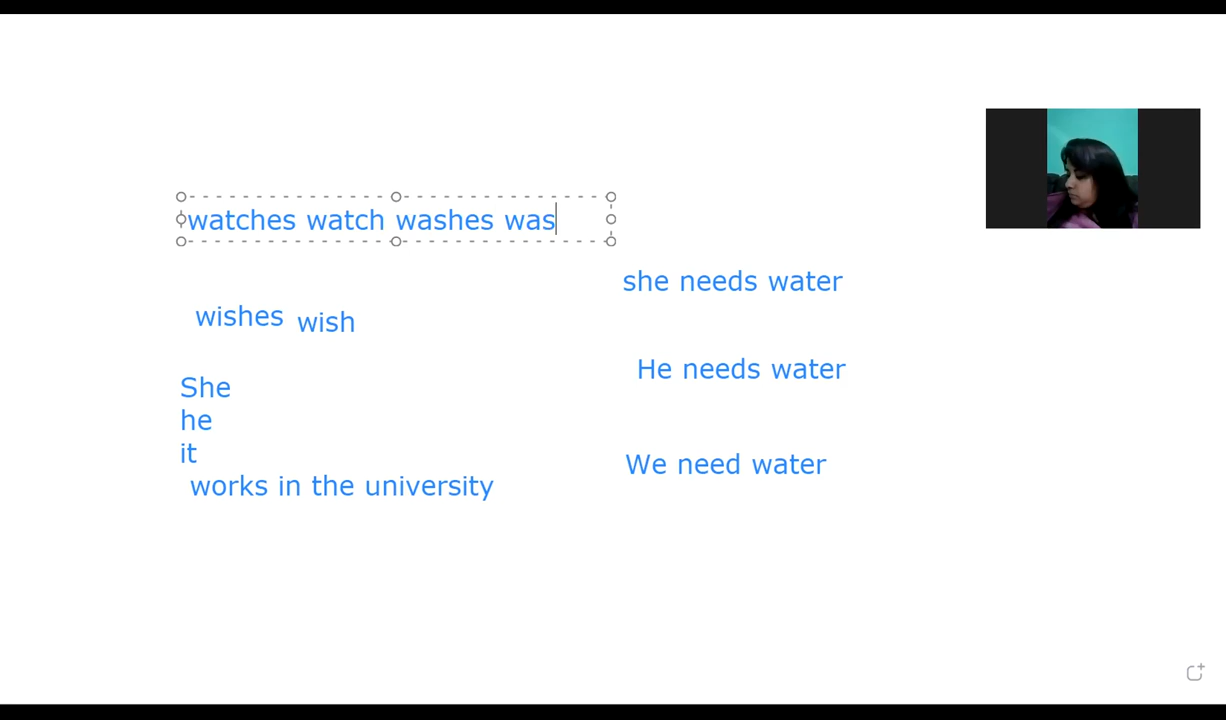 watches watch washes was
she needs water
wishes wish
He needs water
She
he
it
We need water
works in the university